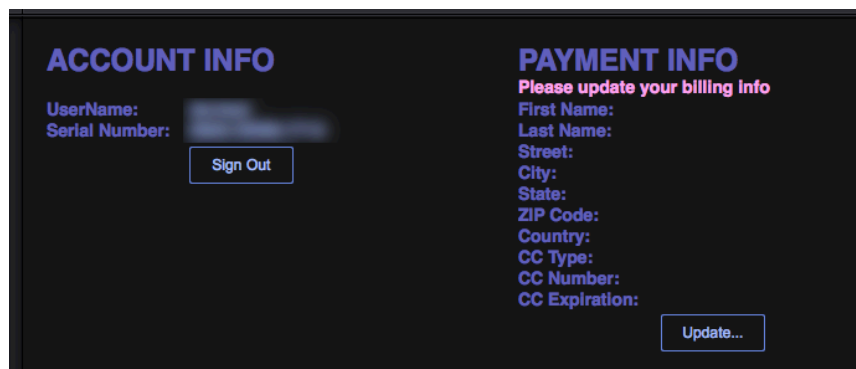 ACCOUNT INFO
UserName:
Serial Number:
Sign Out
PAYMENT INFO
Please update your billing info
First Name:
Last Name:
Street:
City:
State:
ZIP Code:
Country:
CC Type:
CC Number:
CC Expiration:
Update...